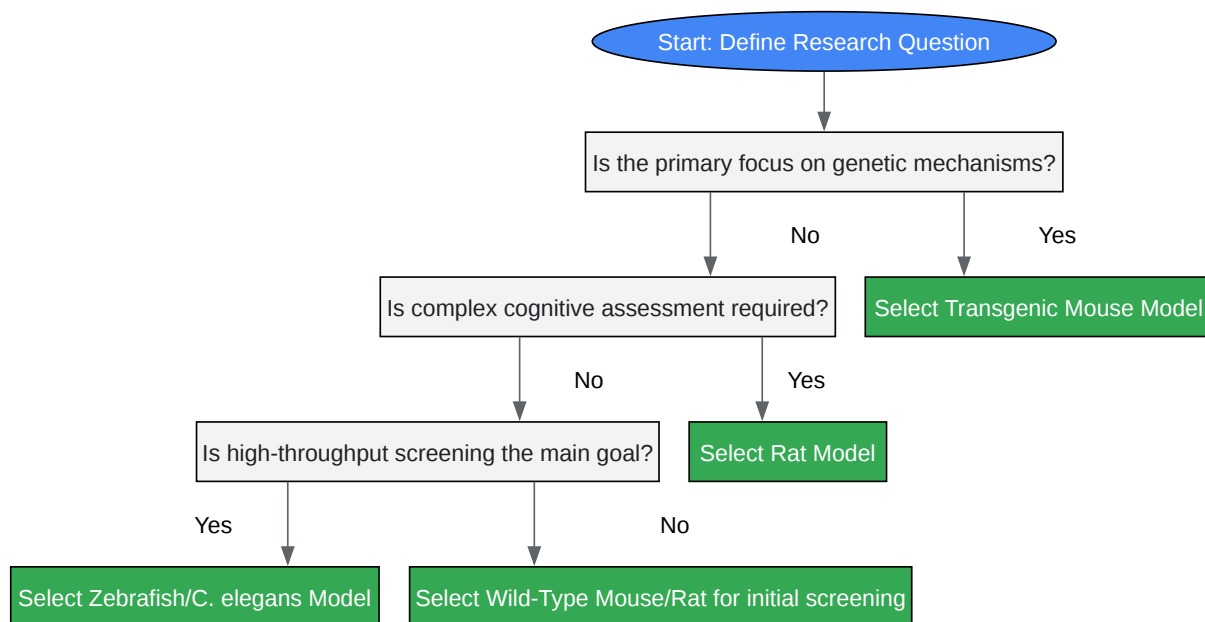 Start: Define Research Question
Is the primary focus on genetic mechanisms?
No
Yes
Is complex cognitive assessment required?
Select Transgenic Mouse Model
No
Yes
Is high-throughput screening the main goal?
Select Rat Model
Yes
No
Select Zebrafish/C. elegans Model
Select Wild-Type Mouse/Rat for initial screening